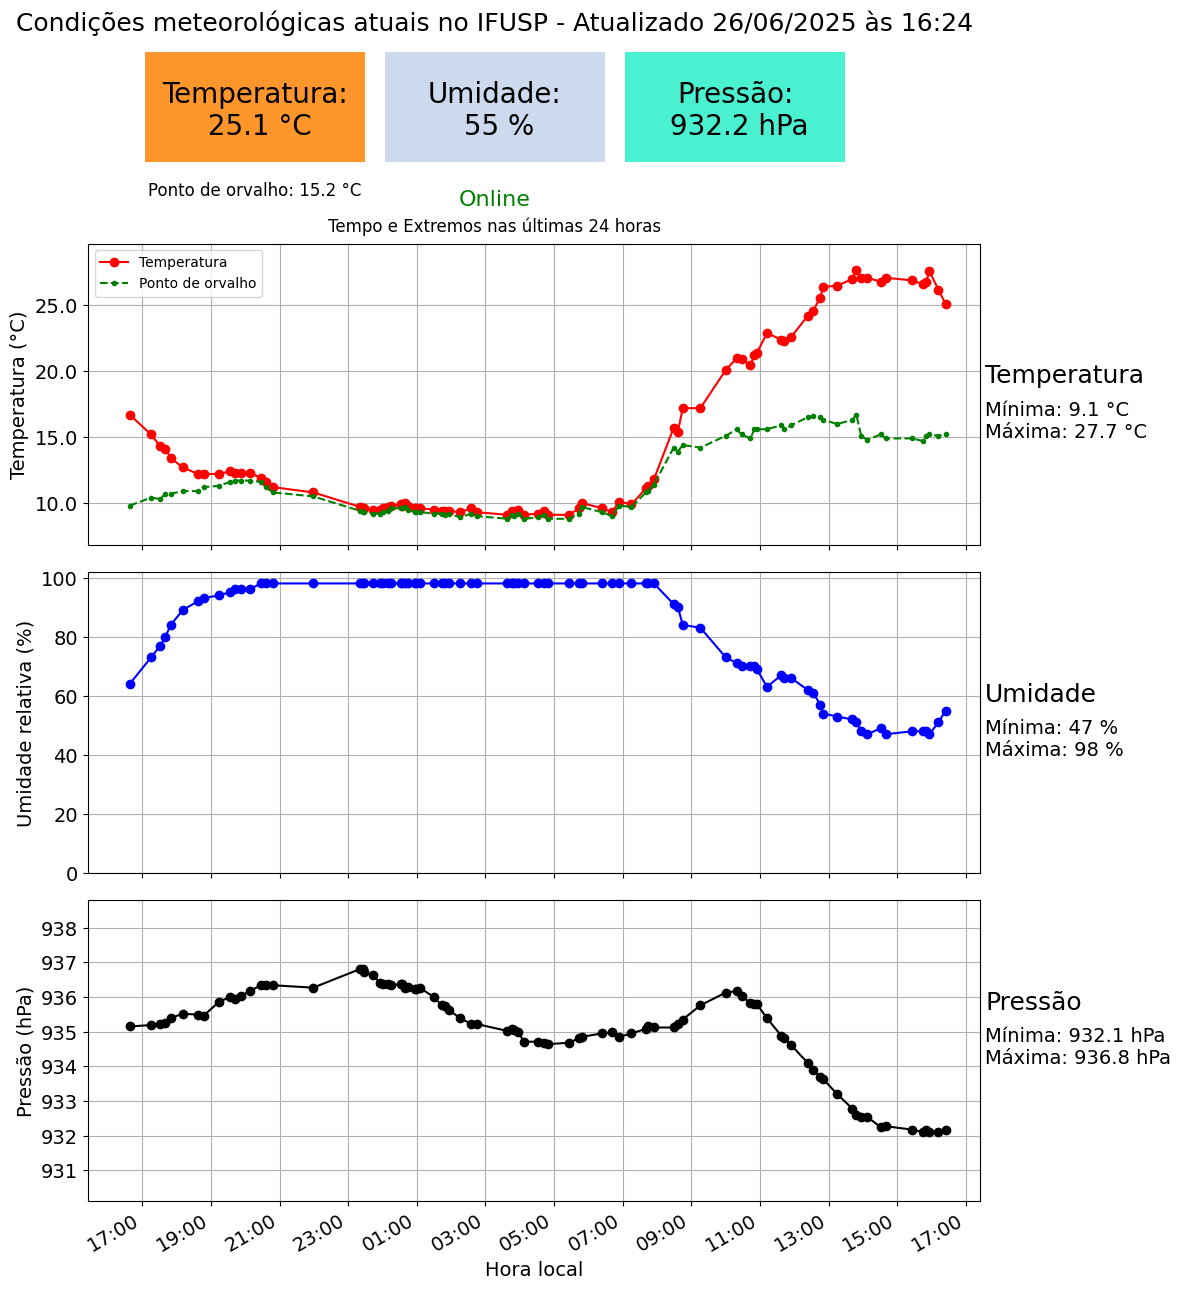 Condições meteorológicas atuais no IFUSP - Atualizado 26/06/2025 às 16:24
Temperatura:
25.1 °C
Umidade:
55 %
Pressão:
932.2 hPa
Ponto de orvalho: 15.2 °C
Online
Tempo e Extremos nas últimas 24 horas
Temperatura
Ponto de orvalho
Temperatura (°C)
25.0
20.0
15.0
10.0
Temperatura
Mínima: 9.1 °C
Máxima: 27.7 °C
Umidade relativa (%)
100
80
60
40
20
0
Umidade
Mínima: 47 %
Máxima: 98 %
Pressão (hPa)
938
937
936
935
934
933
932
931
Pressão
Mínima: 932.1 hPa
Máxima: 936.8 hPa
17:00 19:00 21:00 23:00 01:00 03:00 05:00 07:00 09:00 11:00 13:00 15:00 17:00
Hora local